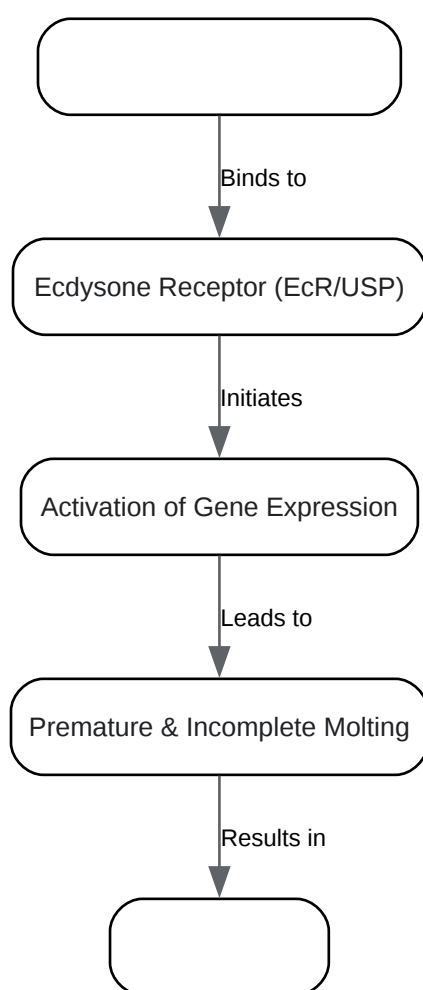 Binds to
Ecdysone Receptor (EcR/USP)
Initiates
Activation of Gene Expression
Leads to
Premature & Incomplete Molting
Results in